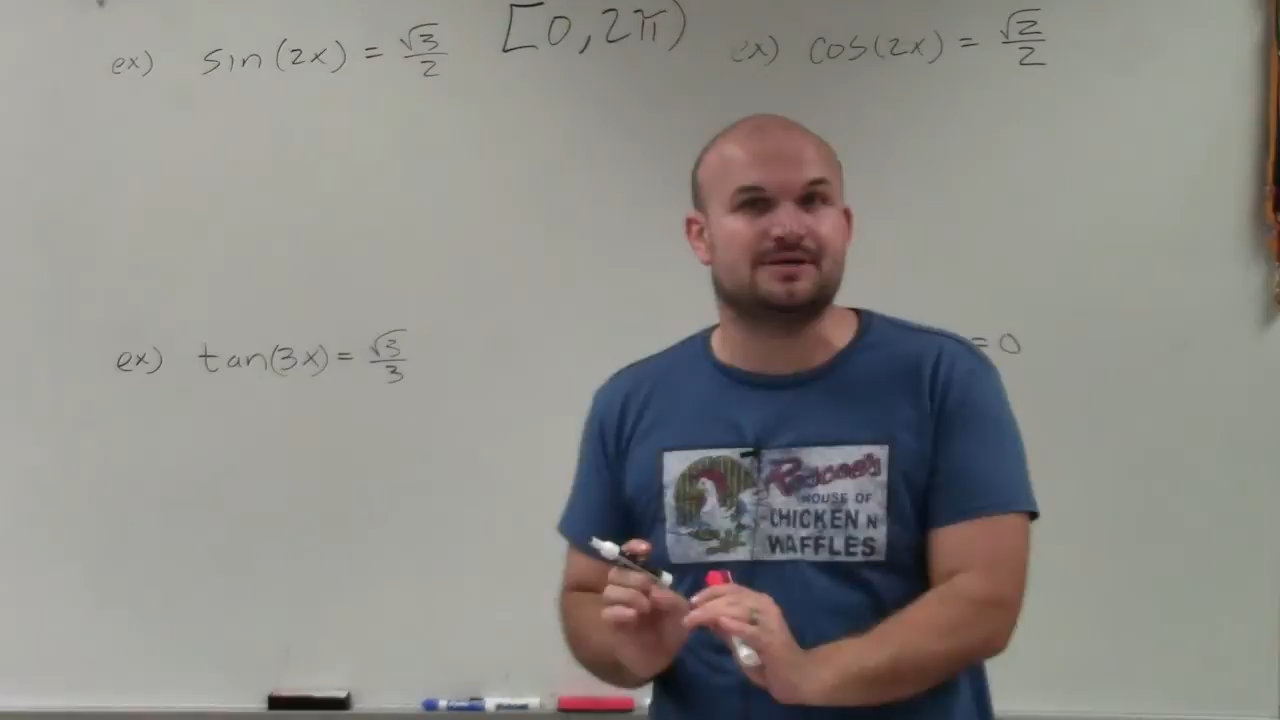 ex) sin(2x) = √3/2
[0, 2π)
ex) cos(2x) = √2/2
ex) tan(3x) = √3/3
= 0
Roscoe's
HOUSE OF
CHICKEN N
WAFFLES